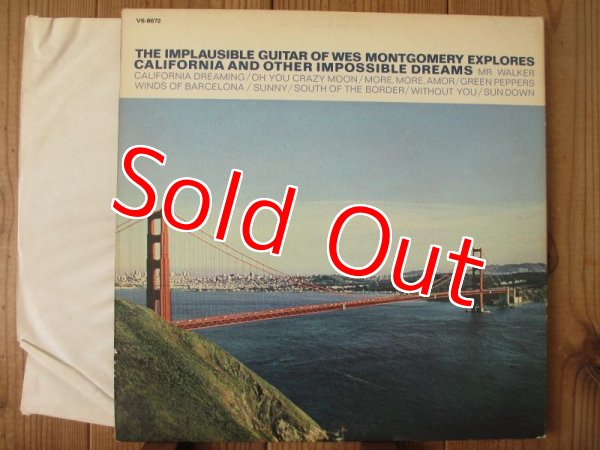 V6-8672
THE IMPLAUSIBLE GUITAR OF WES MONTGOMERY EXPLORES
CALIFORNIA AND OTHER IMPOSSIBLE DREAMS MR. WALKER
CALIFORNIA DREAMING/OH YOU CRAZY MOON/MORE, MORE, AMOR/GREEN PEPPERS
WINDS OF BARCELONA/SUNNY/SOUTH OF THE BORDER/WITHOUT YOU/SUN DOWN
Sold Out